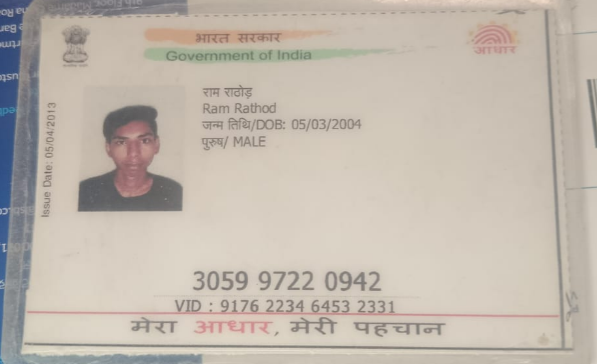 भारत सरकार
Government of India
आधार
राम राठोड़
Ram Rathod
जन्म तिथि/DOB: 05/03/2004
पुरुष/ MALE
Issue Date: 05/04/2013
3059 9722 0942
VID : 9176 2234 6453 2331
मेरा आधार, मेरी पहचान